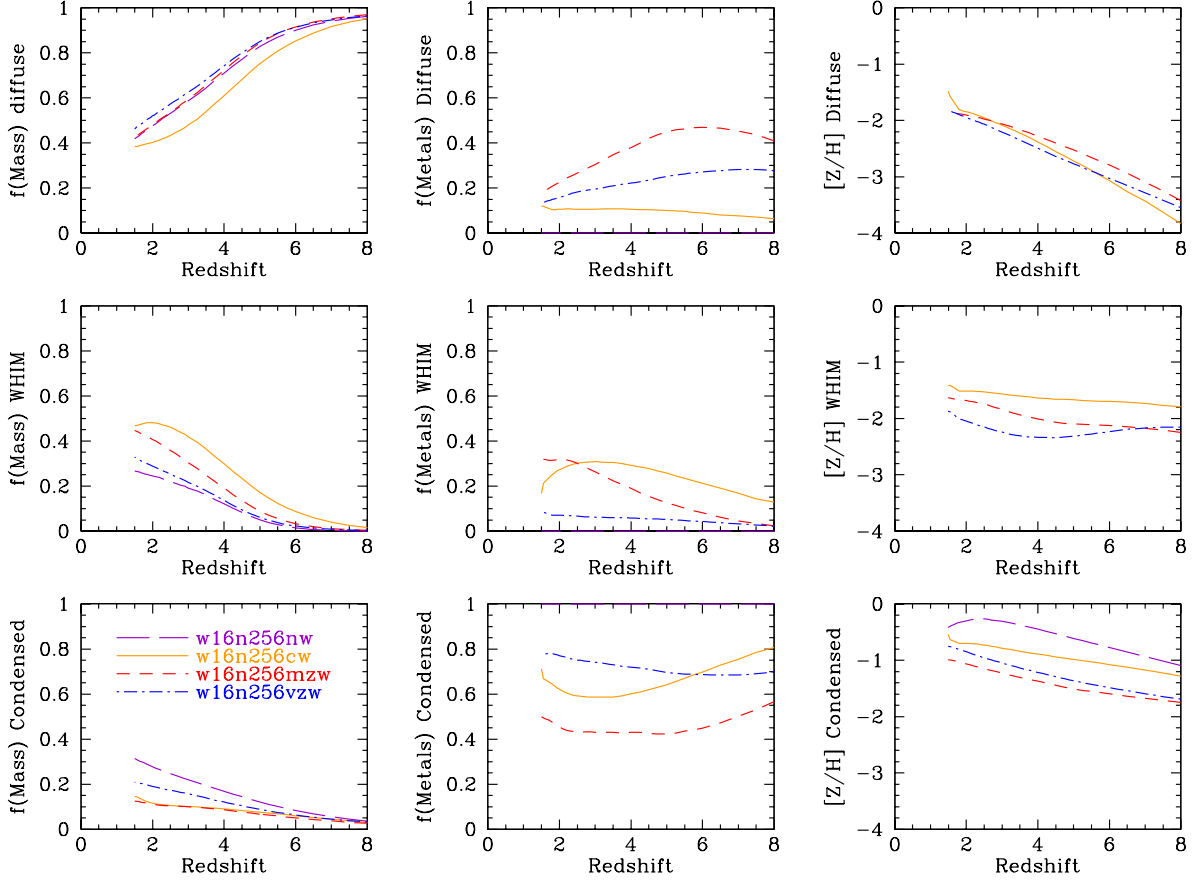 f(Mass) diffuse
1
0.8
0.6
0.4
0.2
0
0 2 4 6 8
Redshift
f(Metals) Diffuse
1
0.8
0.6
0.4
0.2
0
0 2 4 6 8
Redshift
[Z/H] Diffuse
0
−1
−2
−3
−4
0 2 4 6 8
Redshift
f(Mass) WHIM
1
0.8
0.6
0.4
0.2
0
0 2 4 6 8
Redshift
f(Metals) WHIM
1
0.8
0.6
0.4
0.2
0
0 2 4 6 8
Redshift
[Z/H] WHIM
0
−1
−2
−3
−4
0 2 4 6 8
Redshift
f(Mass) Condensed
1
0.8
0.6
0.4
0.2
0
w16n256nw
w16n256cw
w16n256mzw
w16n256vzw
0 2 4 6 8
Redshift
f(Metals) Condensed
1
0.8
0.6
0.4
0.2
0
0 2 4 6 8
Redshift
[Z/H] Condensed
0
−1
−2
−3
−4
0 2 4 6 8
Redshift